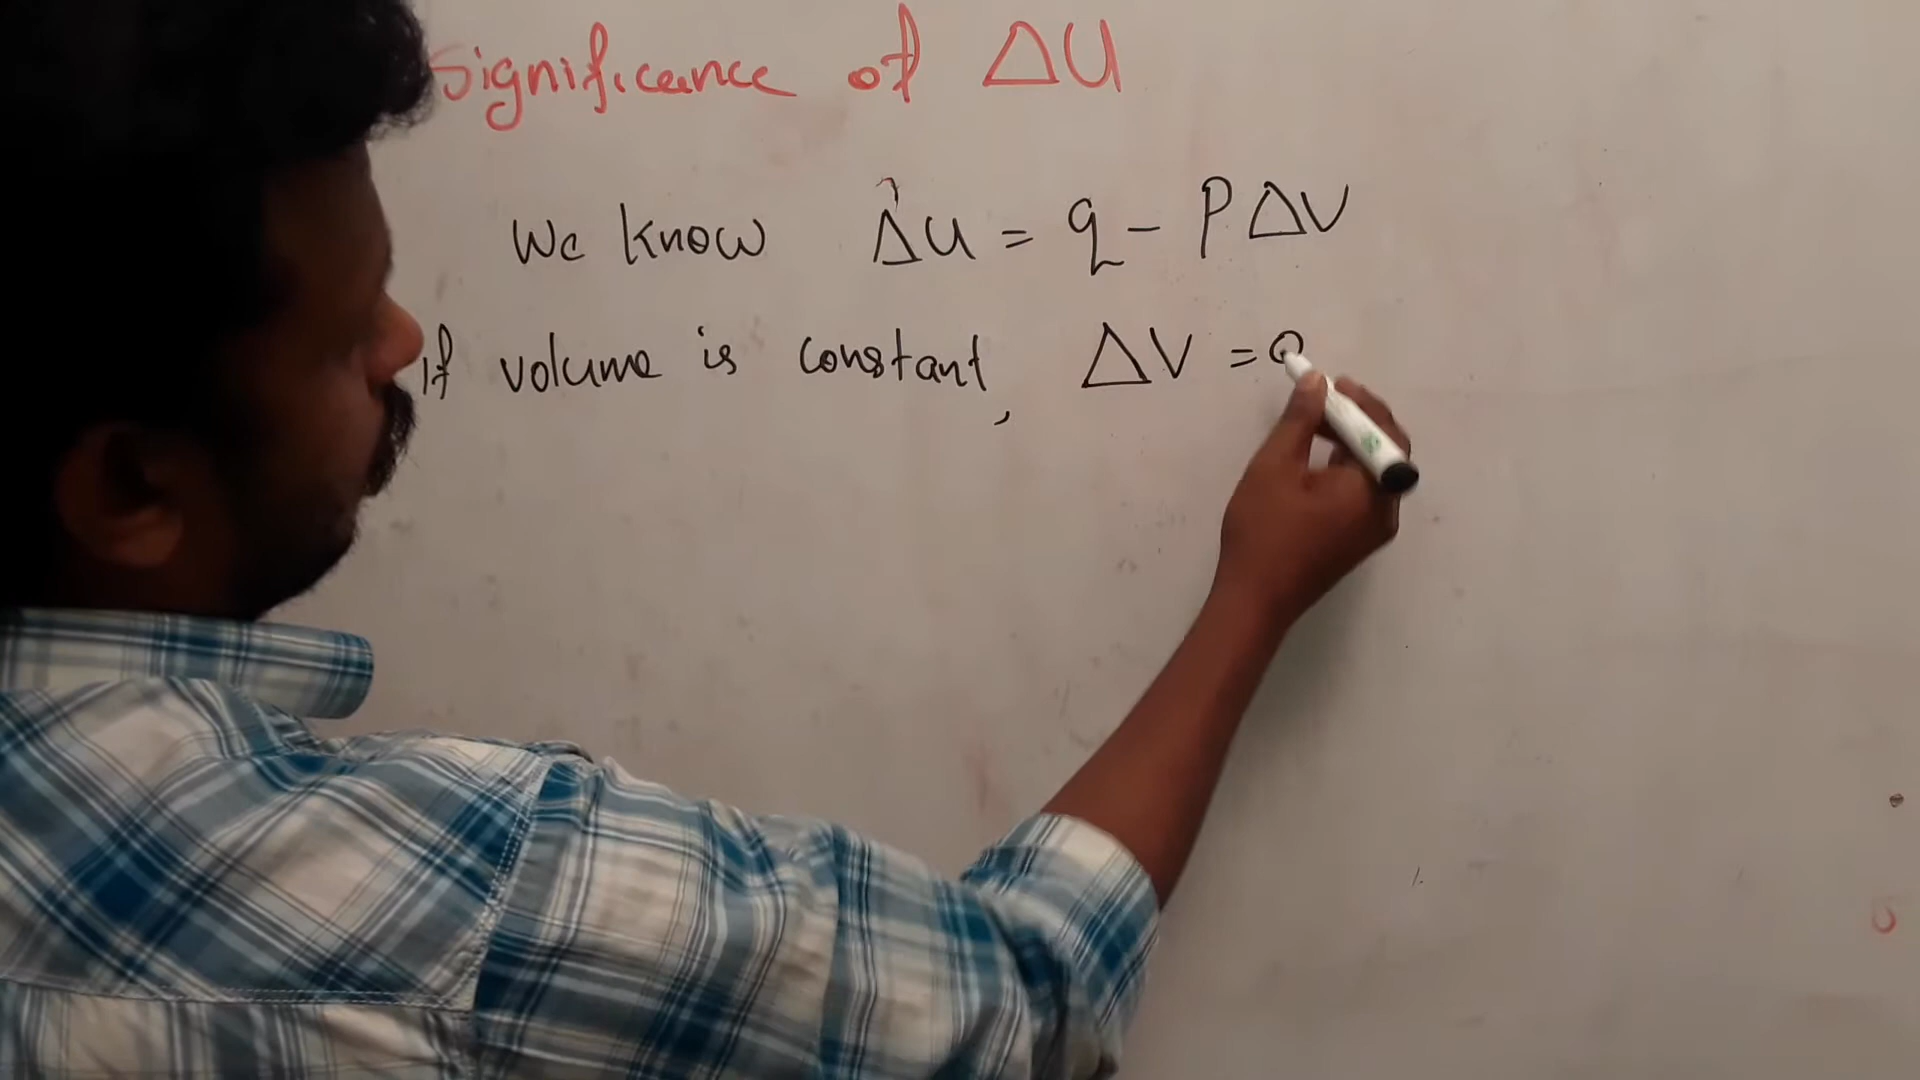 Significance of ΔU
We know ΔU = q - PΔV
If volume is constant, ΔV = 0